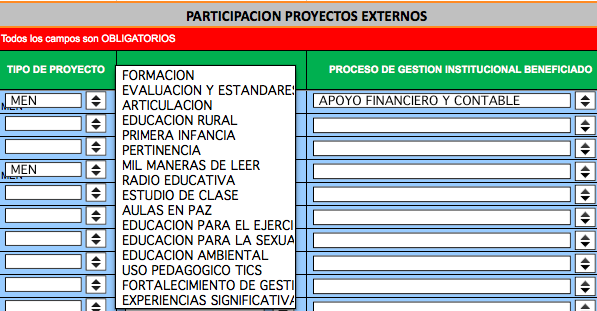 PARTICIPACION PROYECTOS EXTERNOS
Todos los campos son OBLIGATORIOS
TIPO DE PROYECTO
PROCESO DE GESTION INSTITUCIONAL BENEFICIADO
MEN
MEN
APOYO FINANCIERO Y CONTABLE
MEN
MEN
FORMACION
EVALUACION Y ESTANDARES
ARTICULACION
EDUCACION RURAL
PRIMERA INFANCIA
PERTINENCIA
MIL MANERAS DE LEER
RADIO EDUCATIVA
ESTUDIO DE CLASE
AULAS EN PAZ
EDUCACION PARA EL EJERCI
EDUCACION PARA LA SEXUA
EDUCACION AMBIENTAL
USO PEDAGOGICO TICS
FORTALECIMIENTO DE GESTI
EXPERIENCIAS SIGNIFICATIVA